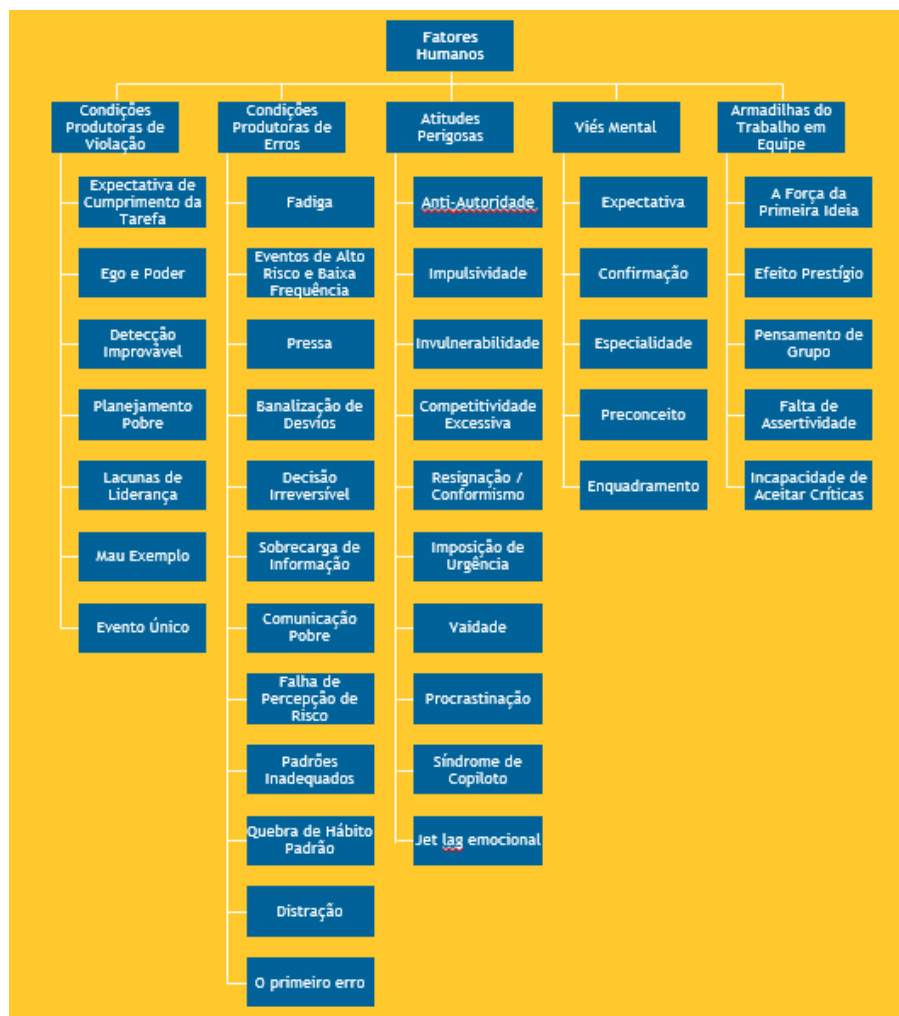 Fatores
Humanos
Condições
Produtoras de
Violação
Expectativa de
Cumprimento da
Tarefa
Ego e Poder
Detecção
Improvável
Planejamento
Pobre
Lacunas de
Liderança
Mau Exemplo
Evento Único
Condições
Produtoras de
Erros
Fadiga
Eventos de Alto
Risco e Baixa
Frequência
Pressa
Banalização de
Desvios
Decisão
Irreversível
Sobrecarga de
Informação
Comunicação
Pobre
Falha de
Percepção de
Risco
Padrões
Inadequados
Quebra de Hábito
Padrão
Distração
O primeiro erro
Atitudes
Perigosas
Anti-Autoridade
Impulsividade
Invulnerabilidade
Competitividade
Excessiva
Resignação /
Conformismo
Imposição de
Urgência
Vaidade
Procrastinação
Síndrome de
Copiloto
Jet lag emocional
Viés Mental
Expectativa
Confirmação
Especialidade
Preconceito
Enquadramento
Armadilhas do
Trabalho em
Equipe
A Força da
Primeira Ideia
Efeito Prestígio
Pensamento de
Grupo
Falta de
Assertividade
Incapacidade de
Aceitar Críticas